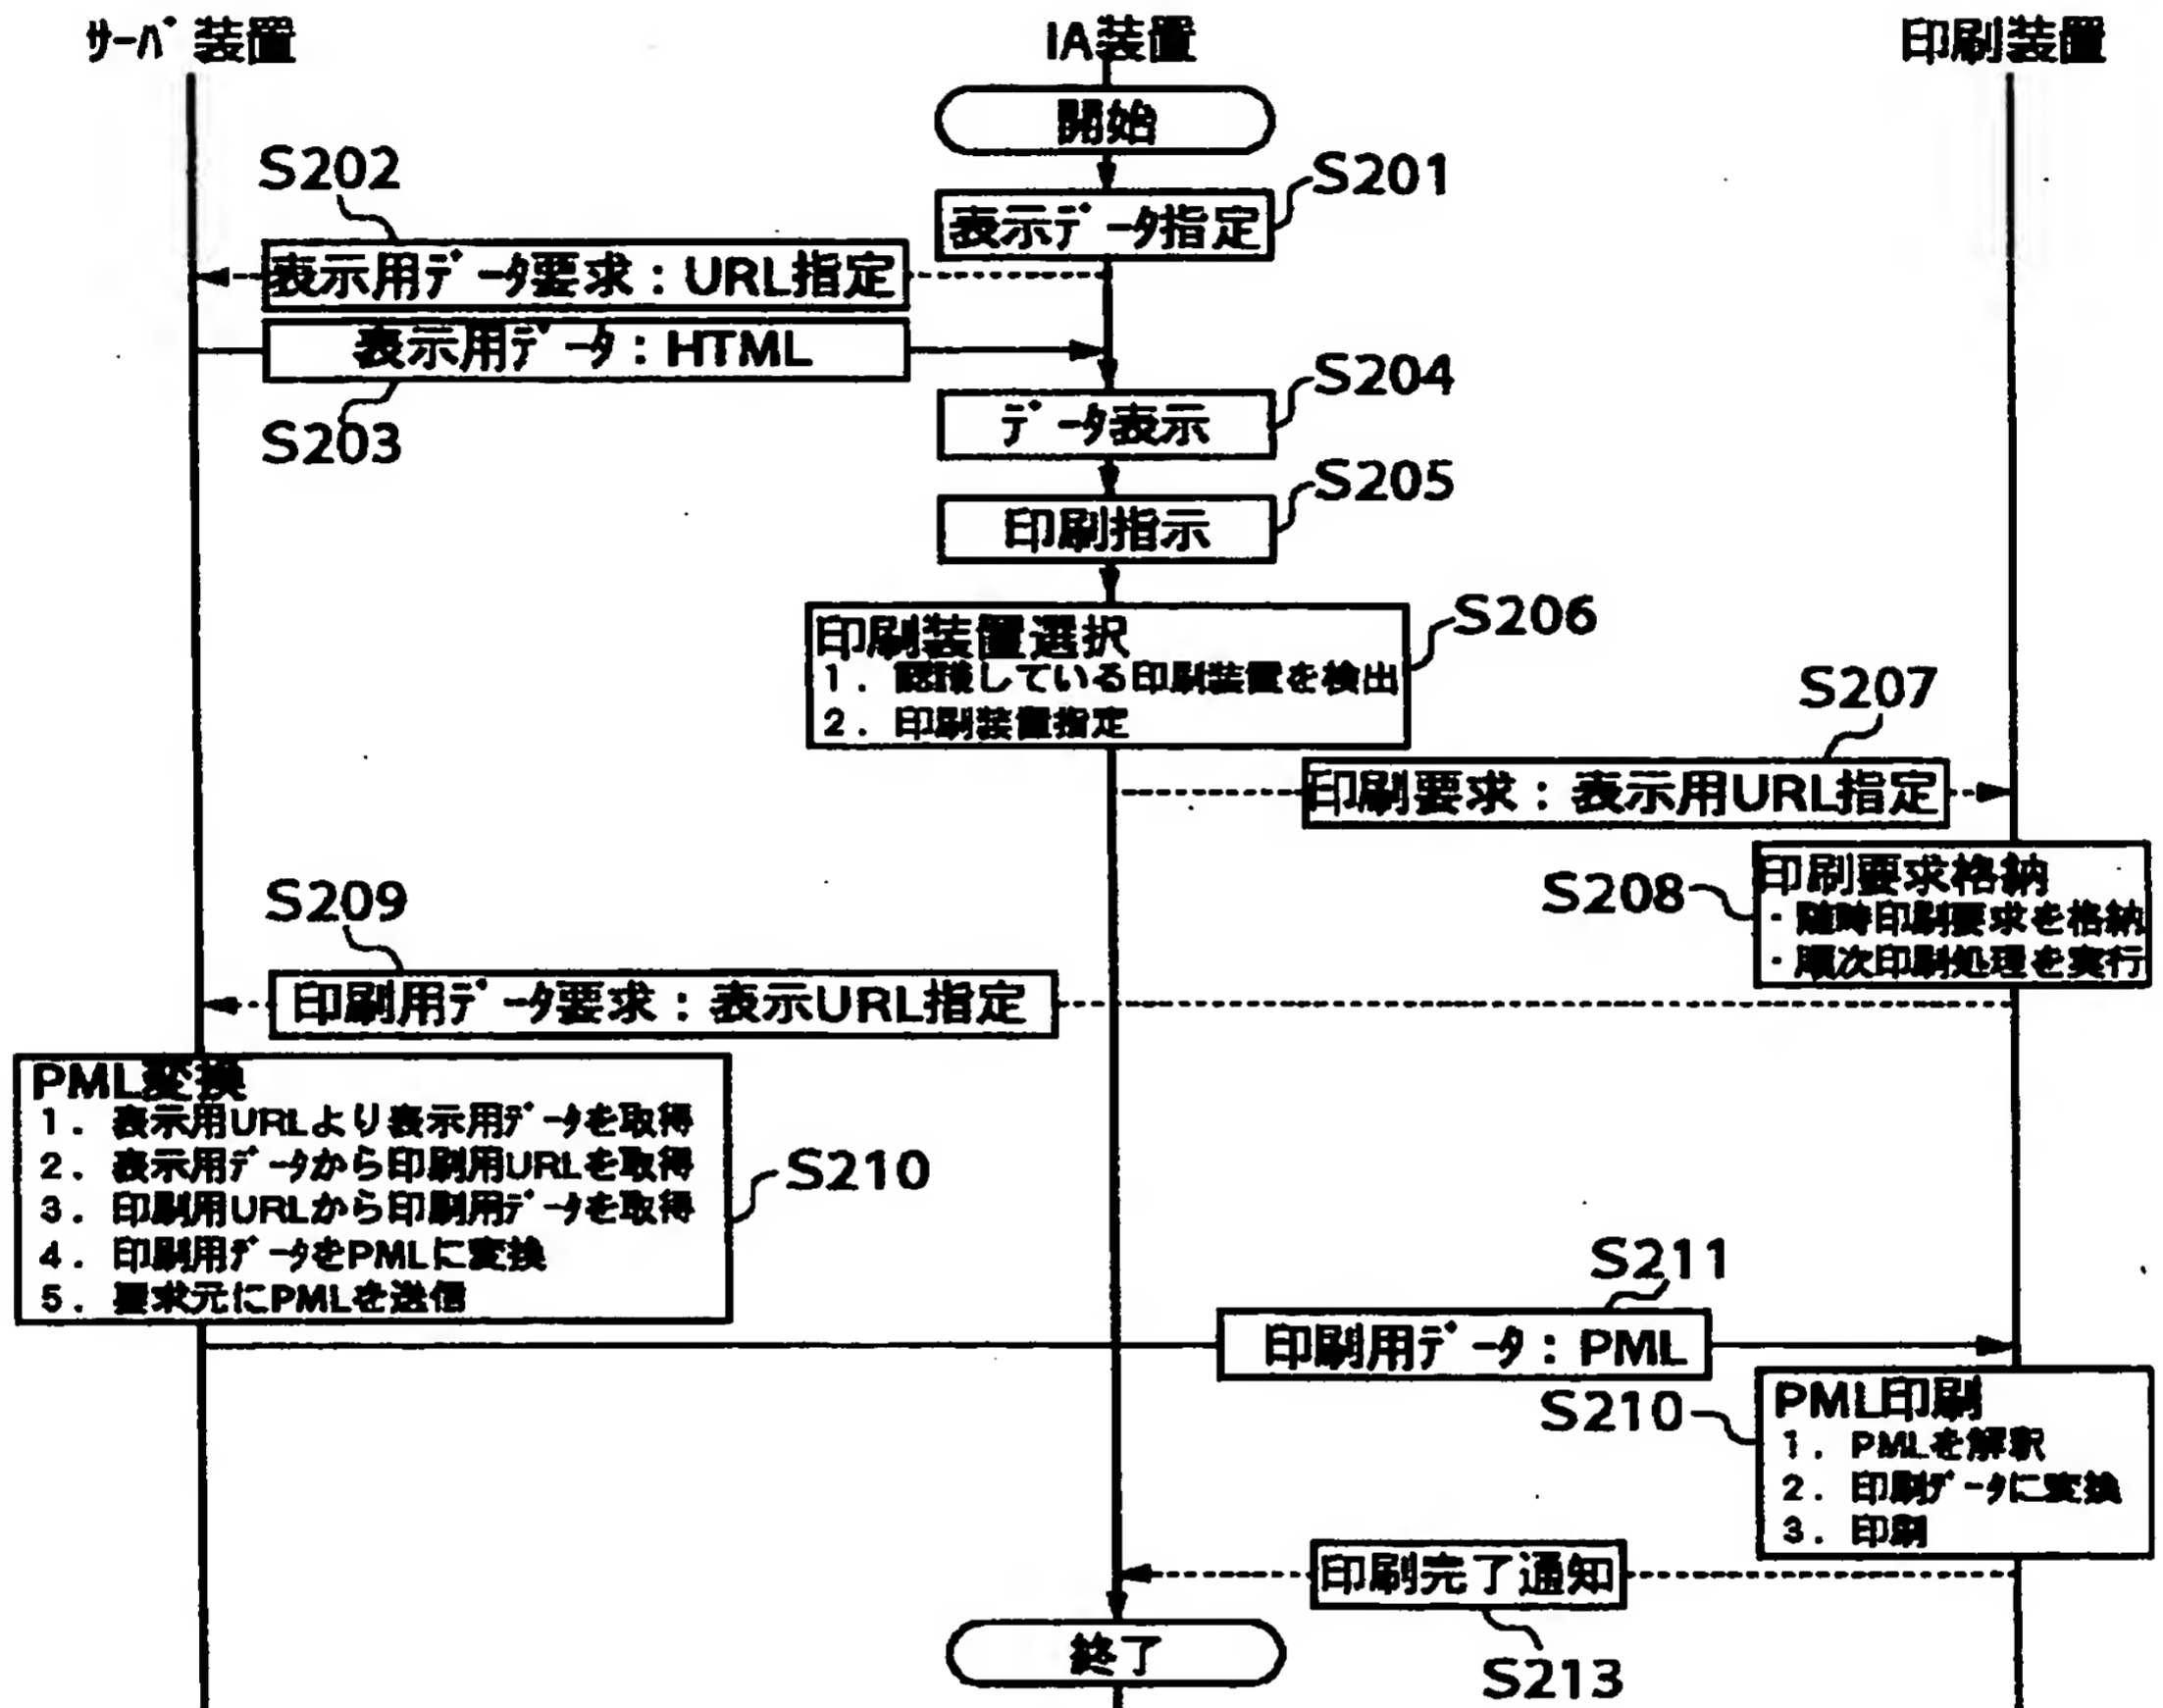 サーバ装置
IA装置
印刷装置
開始
S201
表示データ指定
S202
表示用データ要求：URL指定
表示用データ：HTML
S203
S204
データ表示
S205
印刷指示
S206
印刷装置選択
1． 認識している印刷装置を検出
2． 印刷装置指定
S207
印刷要求：表示用URL指定
S208
印刷要求格納
・随時印刷要求を格納
・順次印刷処理を実行
S209
印刷用データ要求：表示URL指定
PML変換
1． 表示用URLより表示用データを取得
2． 表示用データから印刷用URLを取得
3． 印刷用URLから印刷用データを取得
4． 印刷用データをPMLに変換
5． 要求元にPMLを送信
S210
S211
印刷用データ：PML
S210
PML印刷
1． PMLを解釈
2． 印刷データに変換
3． 印刷
印刷完了通知
S213
終了